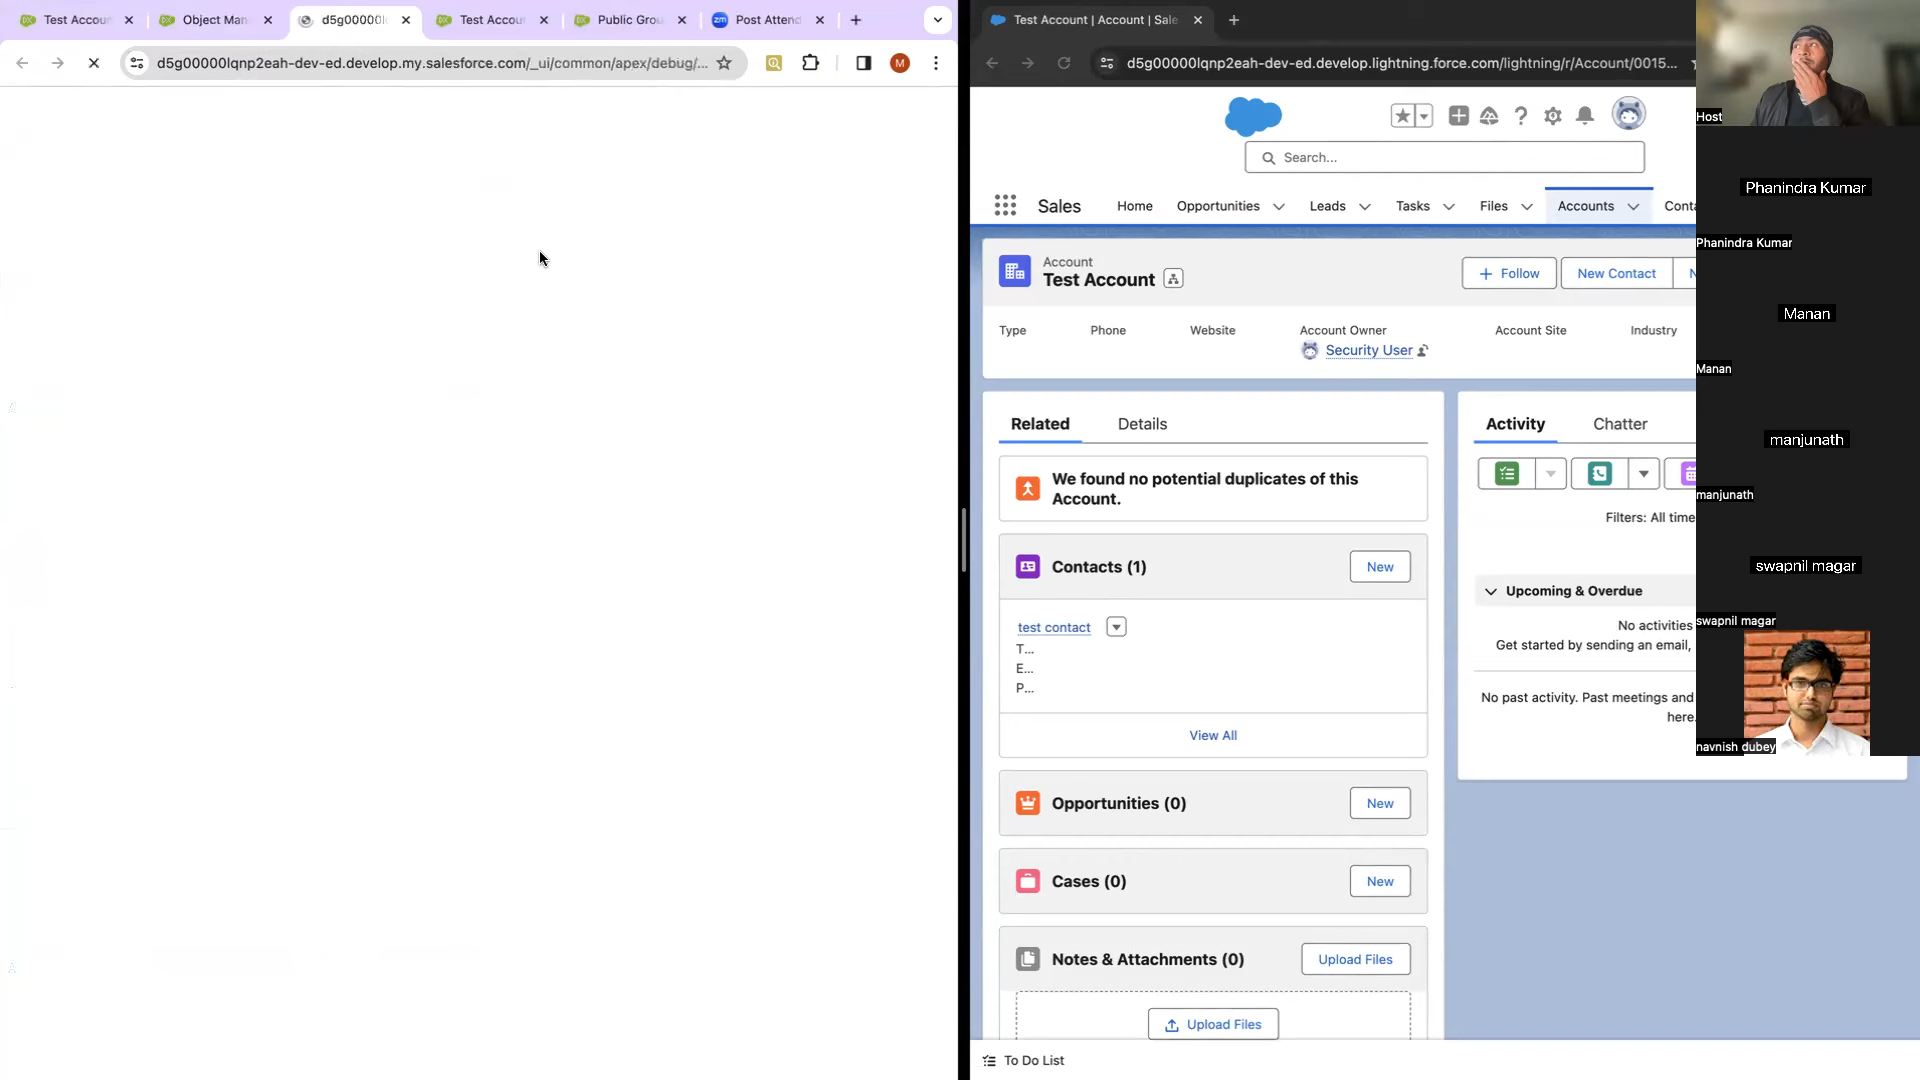 Test Accou
Object Man
d5g00000l
Test Accou
Public Grou
zm
Post Attend
d5g00000lqnp2eah-dev-ed.develop.my.salesforce.com/_ui/common/apex/debug/...
M
Test Account | Account | Sale
d5g00000lqnp2eah-dev-ed.develop.lightning.force.com/lightning/r/Account/0015...
Search...
Sales
Home
Opportunities
Leads
Tasks
Files
Accounts
Conta
Account
Test Account
Follow
New Contact
N
Type
Phone
Website
Account Owner
Account Site
Industry
Security User
Related
Details
We found no potential duplicates of this
Account.
Contacts (1)
New
test contact
T...
E...
P...
View All
Opportunities (0)
New
Cases (0)
New
Notes & Attachments (0)
Upload Files
Upload Files
Activity
Chatter
Filters: All time
Upcoming & Overdue
No activities
Get started by sending an email,
No past activity. Past meetings and
here.
To Do List
Host
Phanindra Kumar
Phanindra Kumar
Manan
Manan
manjunath
manjunath
swapnil magar
swapnil magar
navnish dubey